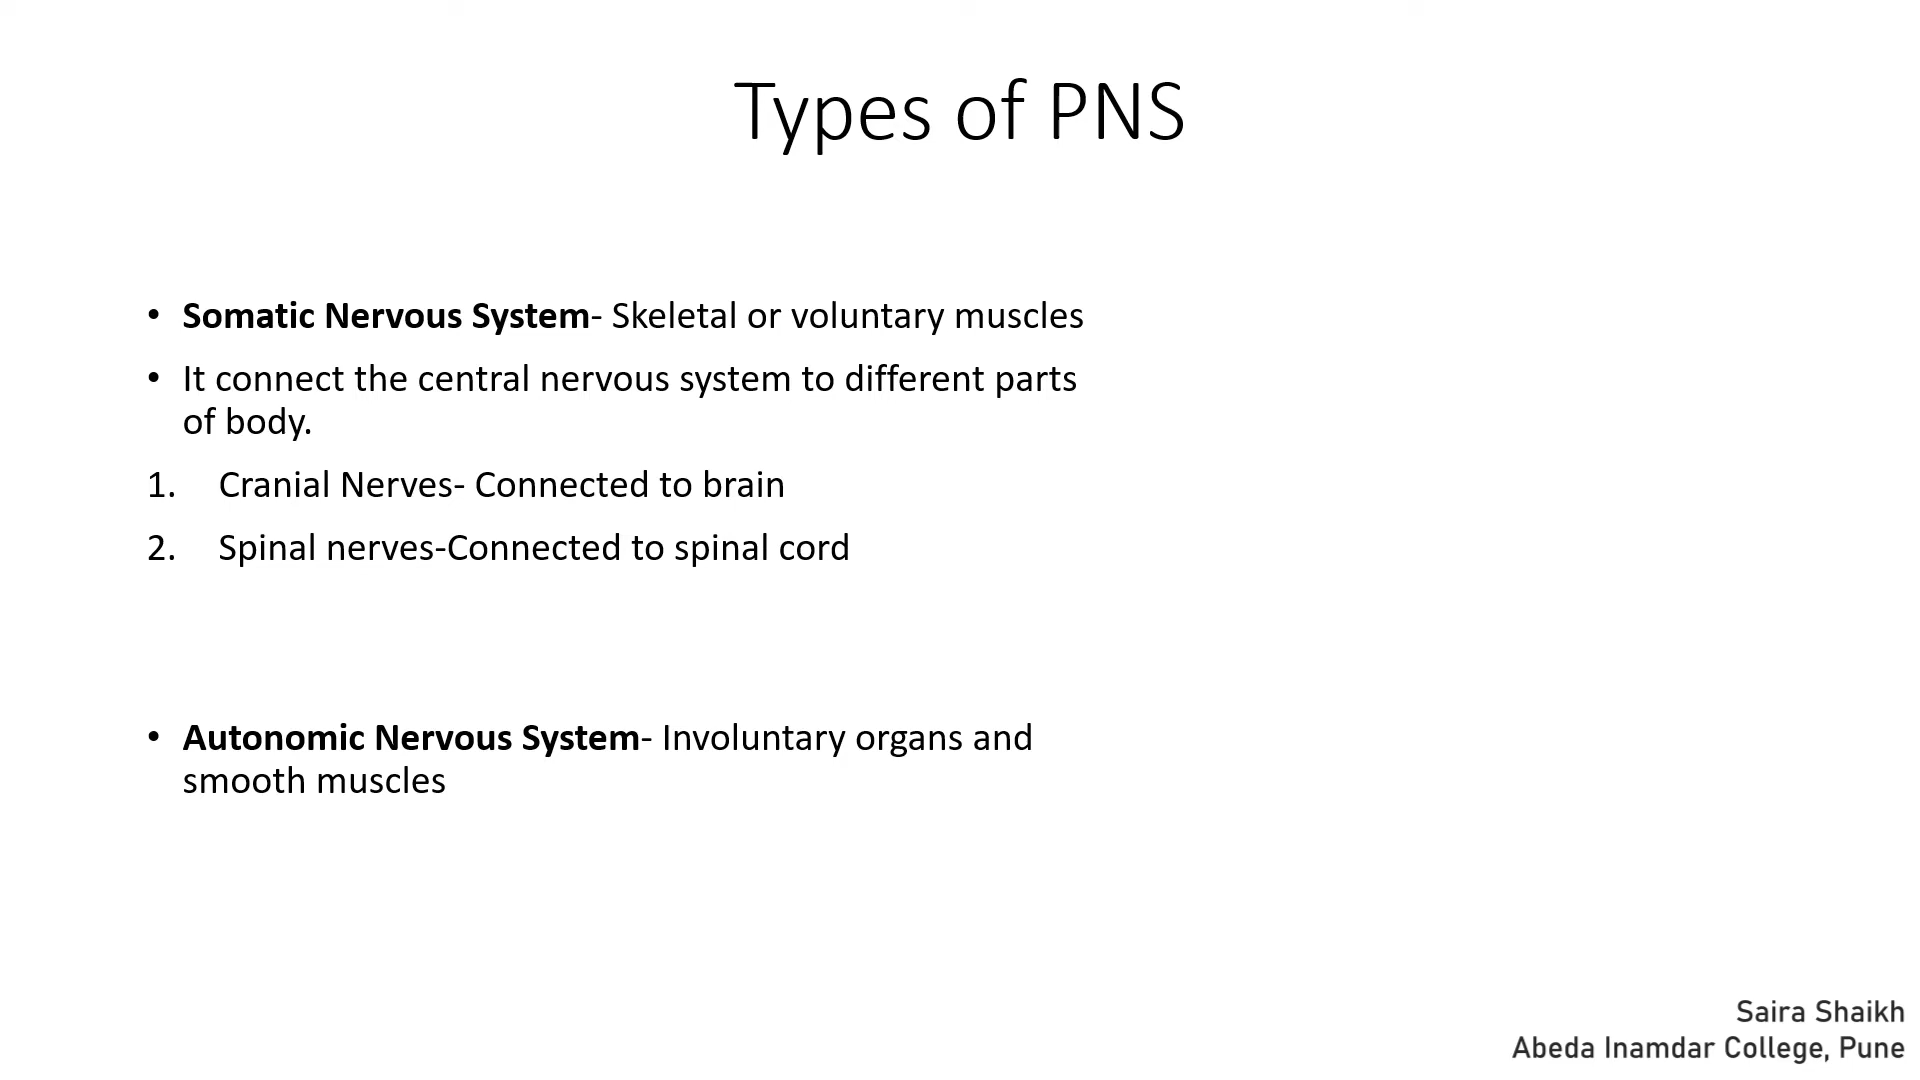 Types of PNS
• Somatic Nervous System- Skeletal or voluntary muscles
• It connect the central nervous system to different parts
of body.
1. Cranial Nerves- Connected to brain
2. Spinal nerves-Connected to spinal cord
• Autonomic Nervous System- Involuntary organs and
smooth muscles
Saira Shaikh
Abeda Inamdar College, Pune